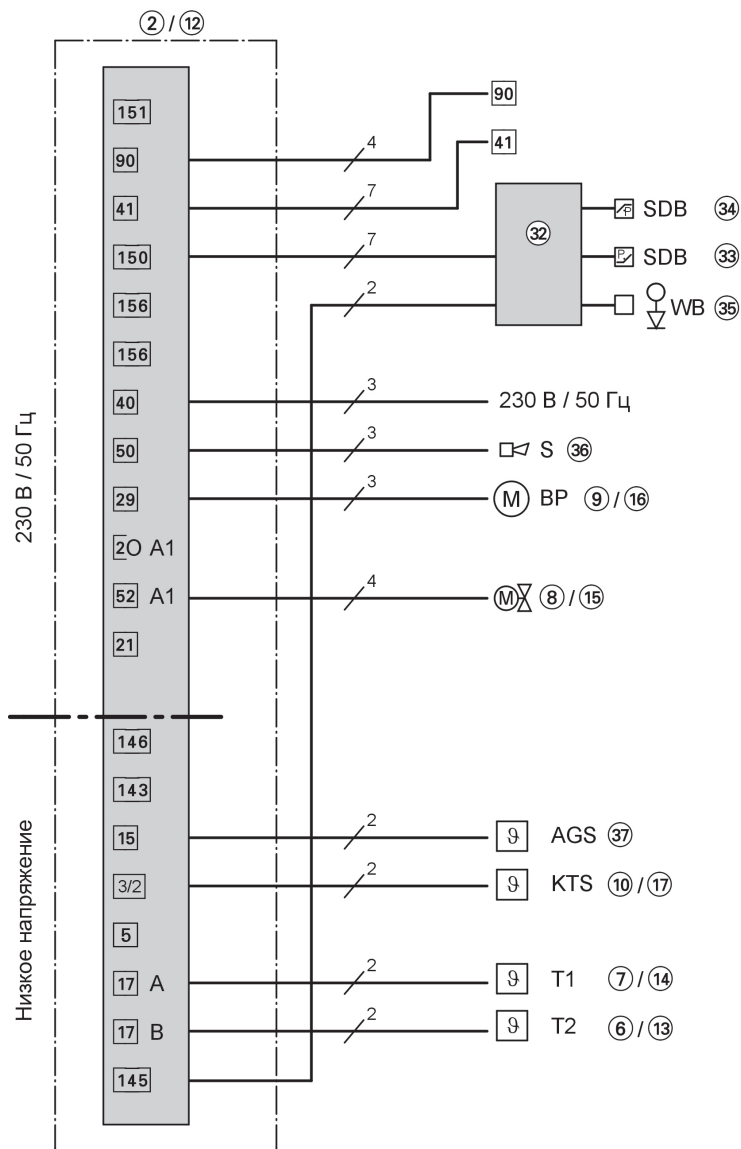 2 / 12
151
90
90 4
41
41 7
32
SDB 34
150 7
P SDB 33
156 2
WB 35
156
40 3 230 В / 50 Гц
50 3 S 36
29 3 M BP 9 / 16
20 A1
52 A1 4 M 8 / 15
21
230 В / 50 Гц
146
143
15 2 ϑ AGS 37
3/2 2 ϑ KTS 10 / 17
5
17 A 2 ϑ T1 7 / 14
17 B 2 ϑ T2 6 / 13
145
Низкое напряжение